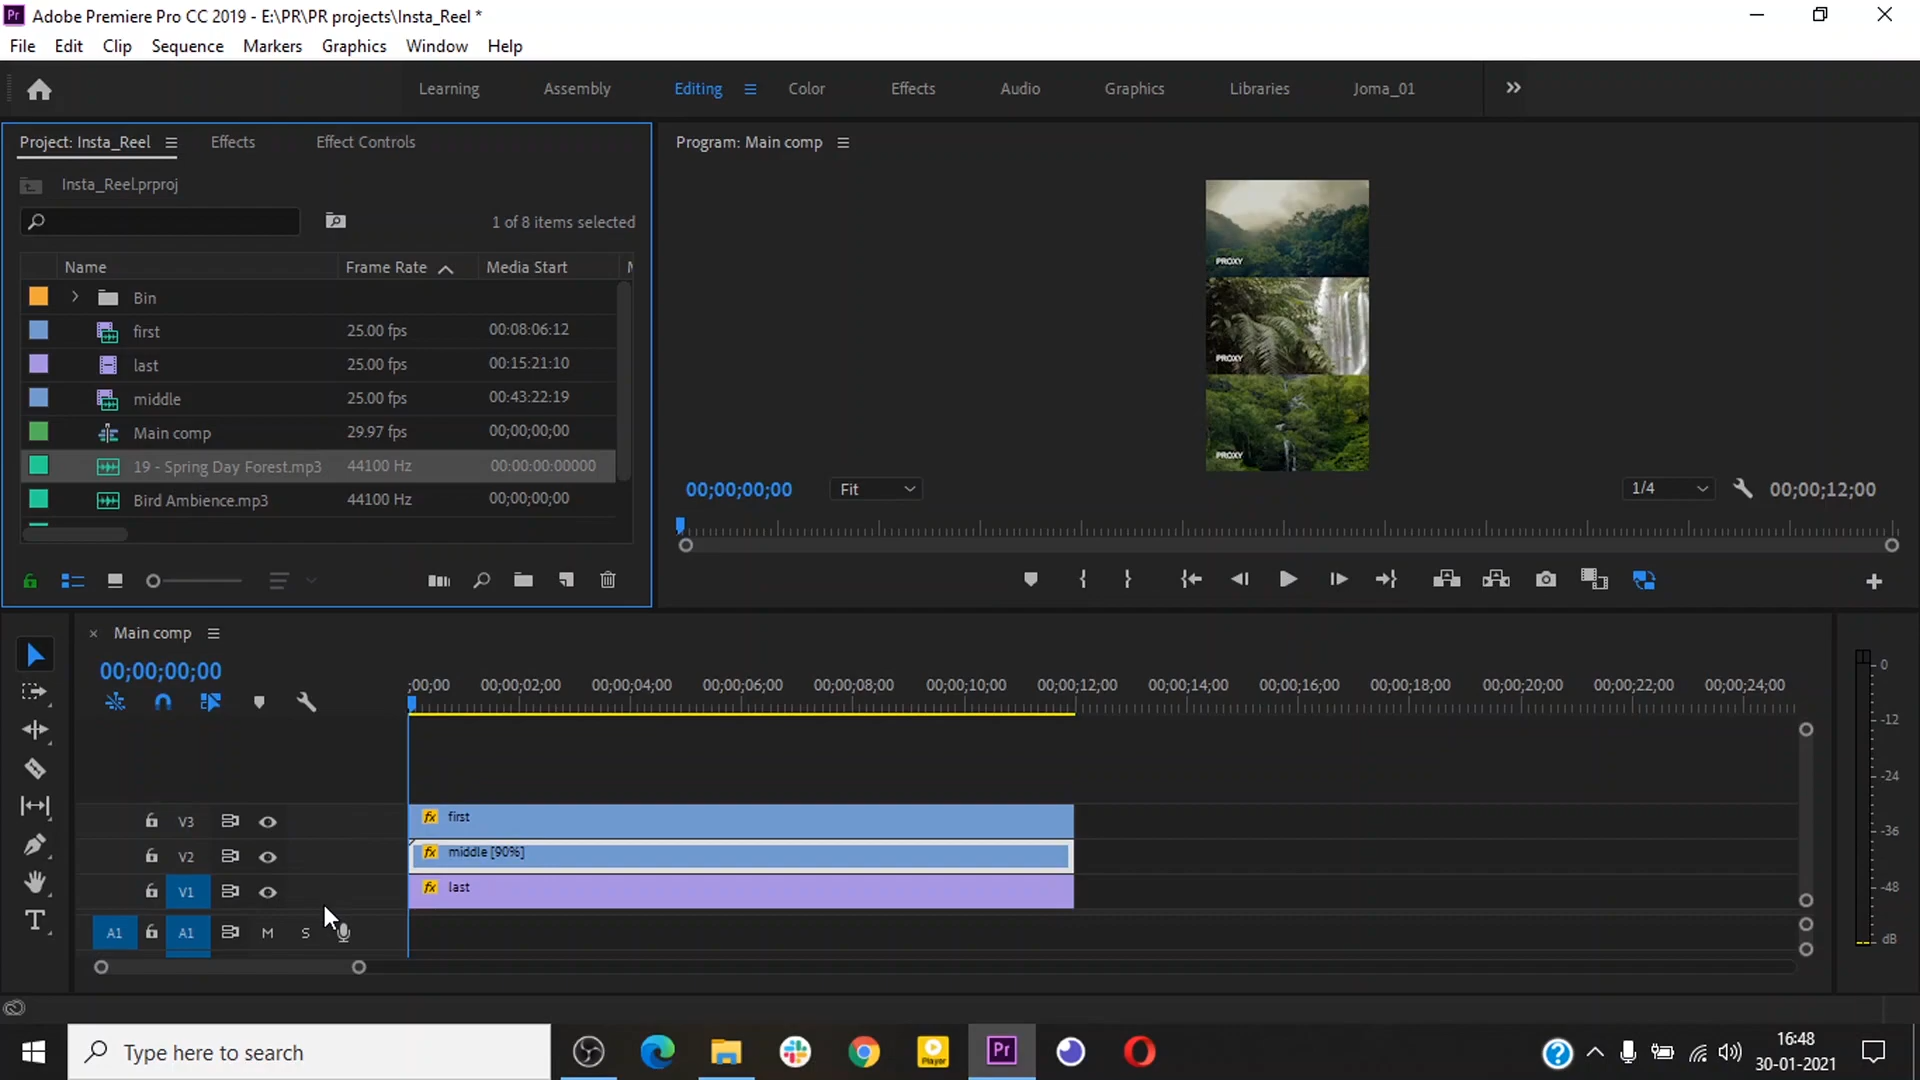 Pr Adobe Premiere Pro CC 2019 - E:\PR\PR projects\Insta_Reel *
File Edit Clip Sequence Markers Graphics Window Help
Learning Assembly Editing Color Effects Audio Graphics Libraries Joma_01
Project: Insta_Reel Effects Effect Controls
Program: Main comp
Insta_Reel.prproj
1 of 8 items selected
Name Frame Rate Media Start
Bin
first 25.00 fps 00:08:06:12
last 25.00 fps 00:15:21:10
middle 25.00 fps 00:43:22:19
Main comp 29.97 fps 00;00;00;00
19 - Spring Day Forest.mp3 44100 Hz 00:00:00:00000
Bird Ambience.mp3 44100 Hz 00;00;00;00
PROXY
PROXY
PROXY
00;00;00;00 Fit 1/4 00;00;12;00
Main comp
00;00;00;00
;00;00 00;00;02;00 00;00;04;00 00;00;06;00 00;00;08;00 00;00;10;00 00;00;12;00 00;00;14;00 00;00;16;00 00;00;18;00 00;00;20;00 00;00;22;00 00;00;24;00
V3 first
V2 middle [90%]
V1 last
A1 A1 M S
0
-12
-24
-36
-48
dB
Type here to search
Player
Pr
16:48
30-01-2021